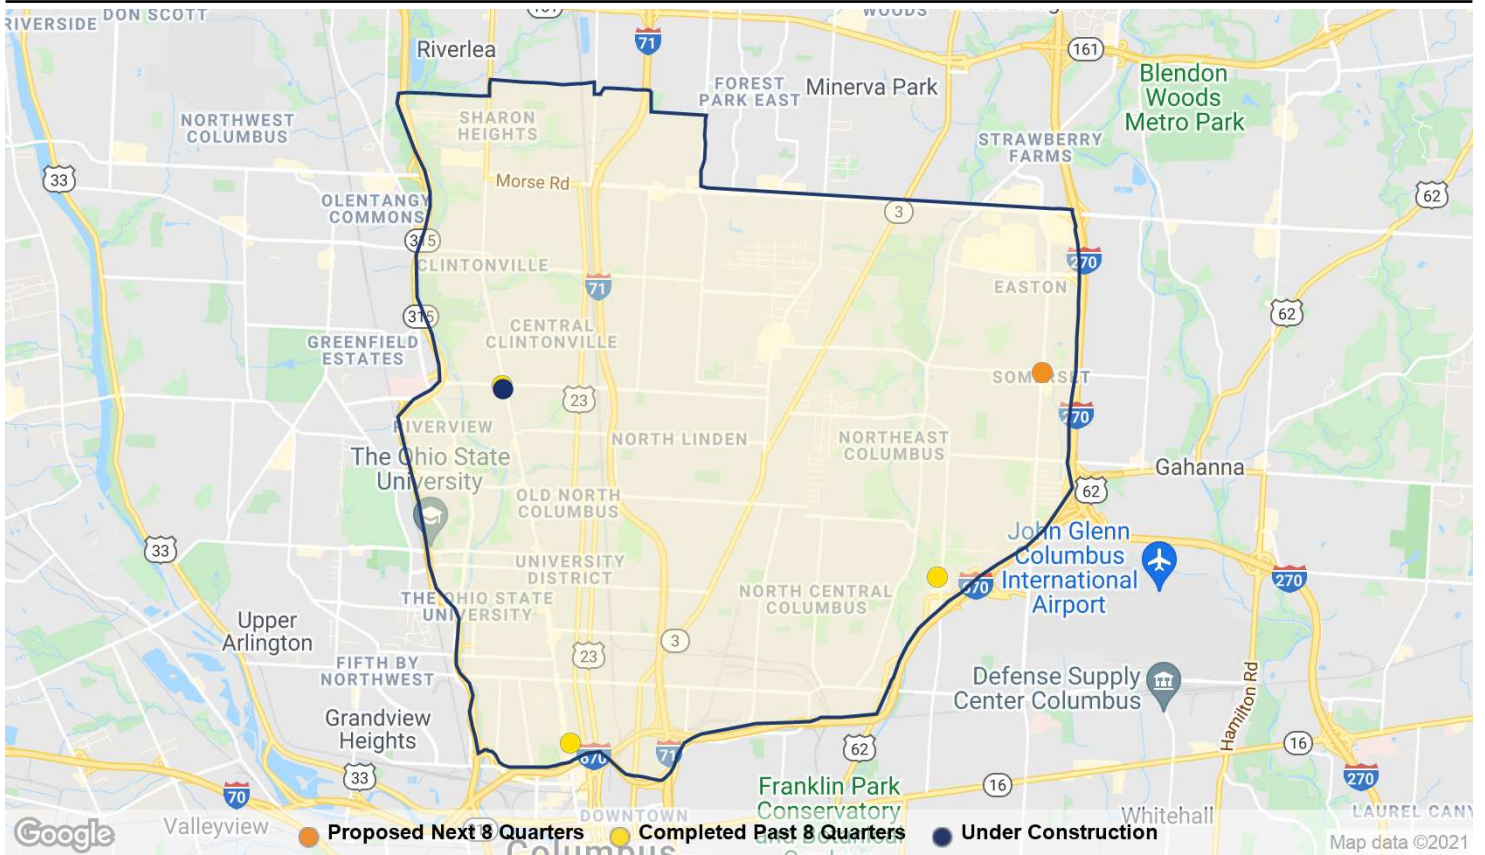 161
WOODS
RIVERSIDE
DON SCOTT
Riverlea
71
161
FOREST
PARK EAST
Minerva Park
Blendon
Woods
Metro Park
NORTHWEST
COLUMBUS
SHARON
HEIGHTS
STRAWBERRY
FARMS
33
Morse Rd
62
OLENTANGY
COMMONS
3
315
CLINTONVILLE
270
71
EASTON
315
62
GREENFIELD
ESTATES
CENTRAL
CLINTONVILLE
SOMERSET
23
270
RIVERVIEW
NORTH LINDEN
NORTHEAST
COLUMBUS
The Ohio State
University
Gahanna
62
OLD NORTH
COLUMBUS
33
John Glenn
Columbus
International
Airport
UNIVERSITY
DISTRICT
670
270
THE OHIO STATE
UNIVERSITY
NORTH CENTRAL
COLUMBUS
Upper
Arlington
3
23
FIFTH BY
NORTHWEST
Defense Supply
Center Columbus
Hamilton Rd
Grandview
Heights
62
16
670
71
33
270
70
16
Franklin Park
Conservatory
and Botanical
DOWNTOWN
Whitehall
LAUREL CANY
Valleyview
Columbus
Google
Proposed Next 8 Quarters
Completed Past 8 Quarters
Under Construction
Map data ©2021